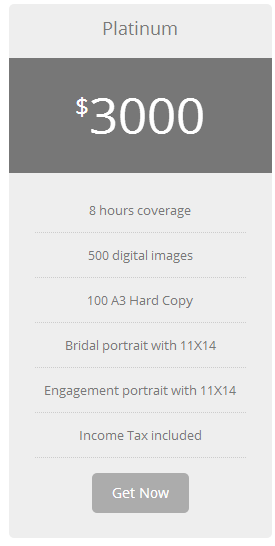 Platinum
$3000
8 hours coverage
500 digital images
100 A3 Hard Copy
Bridal portrait with 11X14
Engagement portrait with 11X14
Income Tax included
Get Now